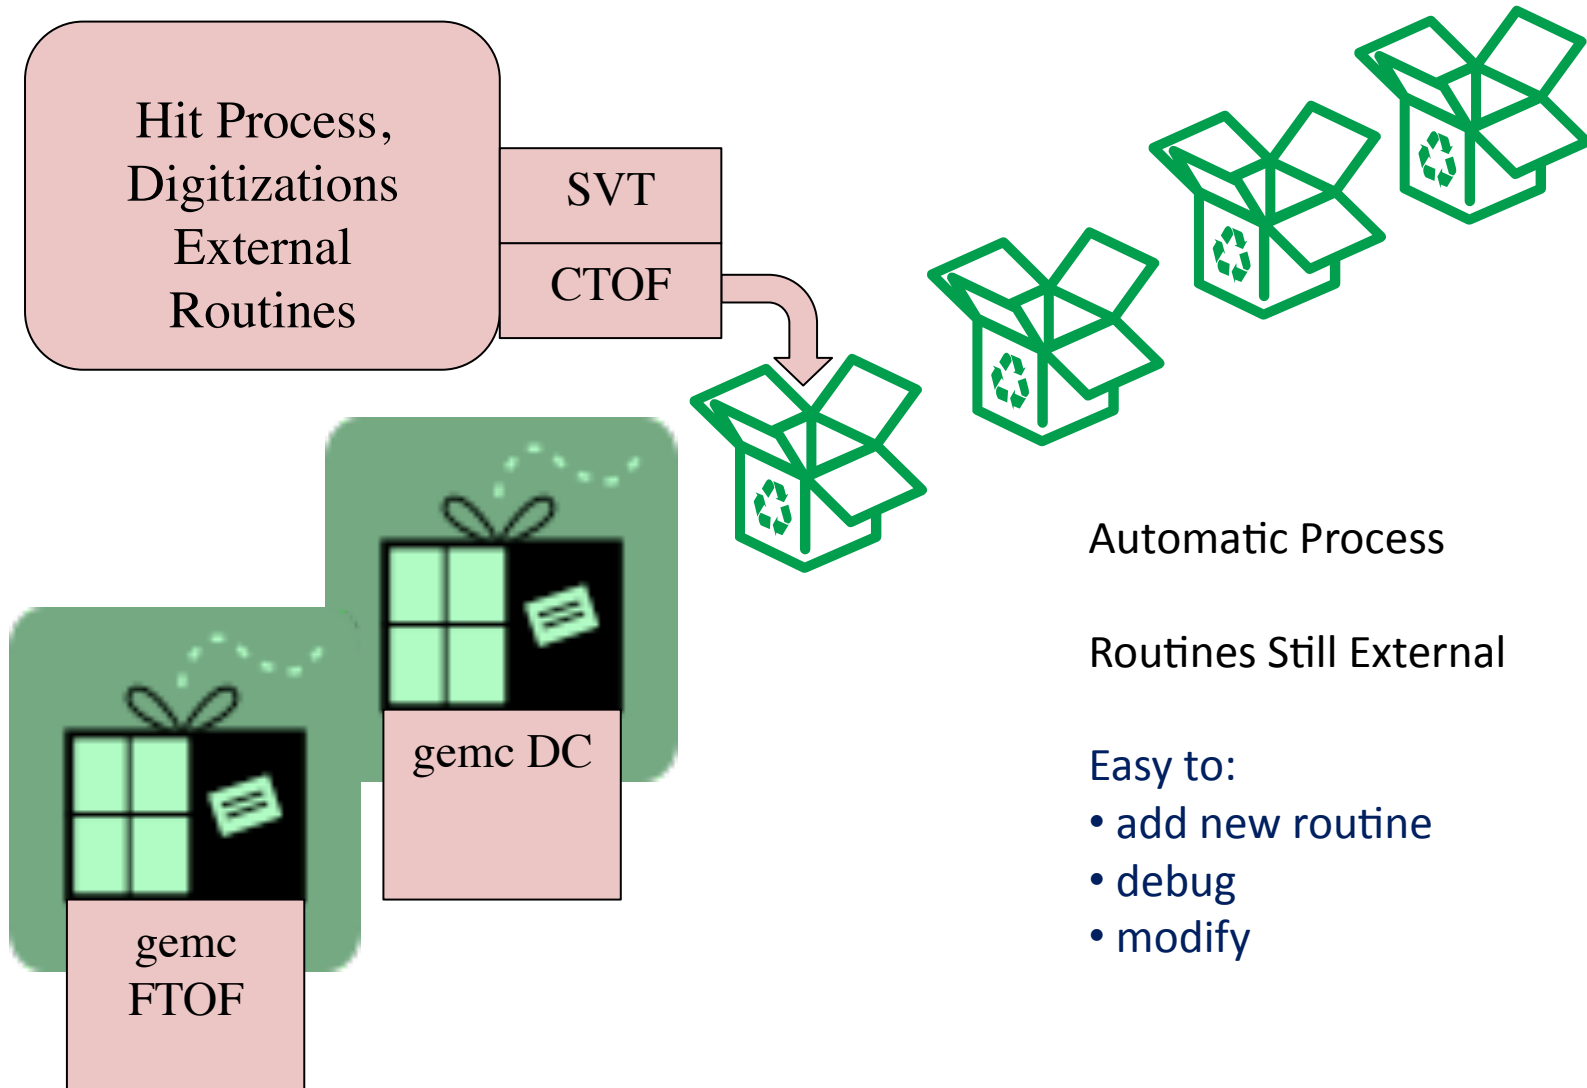 Hit Process,
Digitizations
External
Routines
SVT
CTOF
gemc DC
gemc
FTOF
Automatic Process
Routines Still External
Easy to:
• add new routine
• debug
• modify